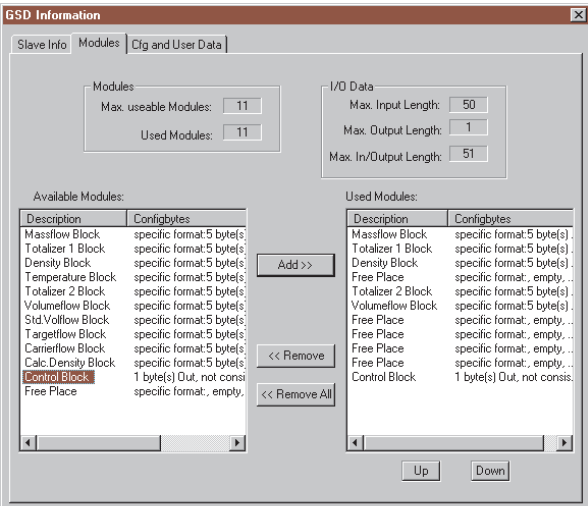 GSD Information
Slave Info Modules Cfg and User Data
Modules
Max. useable Modules: 11
Used Modules: 11
I/O Data
Max. Input Length: 50
Max. Output Length: 1
Max. In/Output Length: 51
Available Modules:
Description Configbytes
Massflow Block specific format:5 byte(s)
Totalizer 1 Block specific format:5 byte(s)
Density Block specific format:5 byte(s)
Temperature Block specific format:5 byte(s)
Totalizer 2 Block specific format:5 byte(s)
Volumeflow Block specific format:5 byte(s)
Std.Volflow Block specific format:5 byte(s)
Targetflow Block specific format:5 byte(s)
Carrierflow Block specific format:5 byte(s)
Calc.Density Block specific format:5 byte(s)
Control Block 1 byte(s) Out, not consi
Free Place specific format:, empty,
Add >>
<< Remove
<< Remove All
Used Modules:
Description Configbytes
Massflow Block specific format:5 byte(s) ..
Totalizer 1 Block specific format:5 byte(s) ..
Density Block specific format:5 byte(s) ..
Free Place specific format:, empty, ...
Totalizer 2 Block specific format:5 byte(s) ..
Volumeflow Block specific format:5 byte(s) ..
Free Place specific format:, empty, ...
Free Place specific format:, empty, ...
Free Place specific format:, empty, ...
Free Place specific format:, empty, ...
Control Block 1 byte(s) Out, not consis..
Up Down